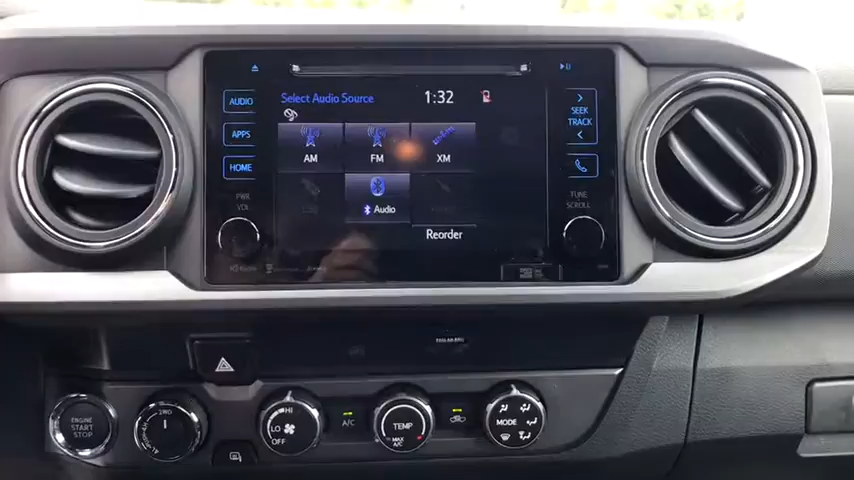 AUDIO
APPS
HOME
PWR
VOL
Select Audio Source
1:32
AM
FM
XM
Audio
Reorder
SEEK
TRACK
TUNE
SCROLL
ENGINE
START
STOP
2WD
HI
LO
OFF
A/C
TEMP
MAX
A/C
MODE